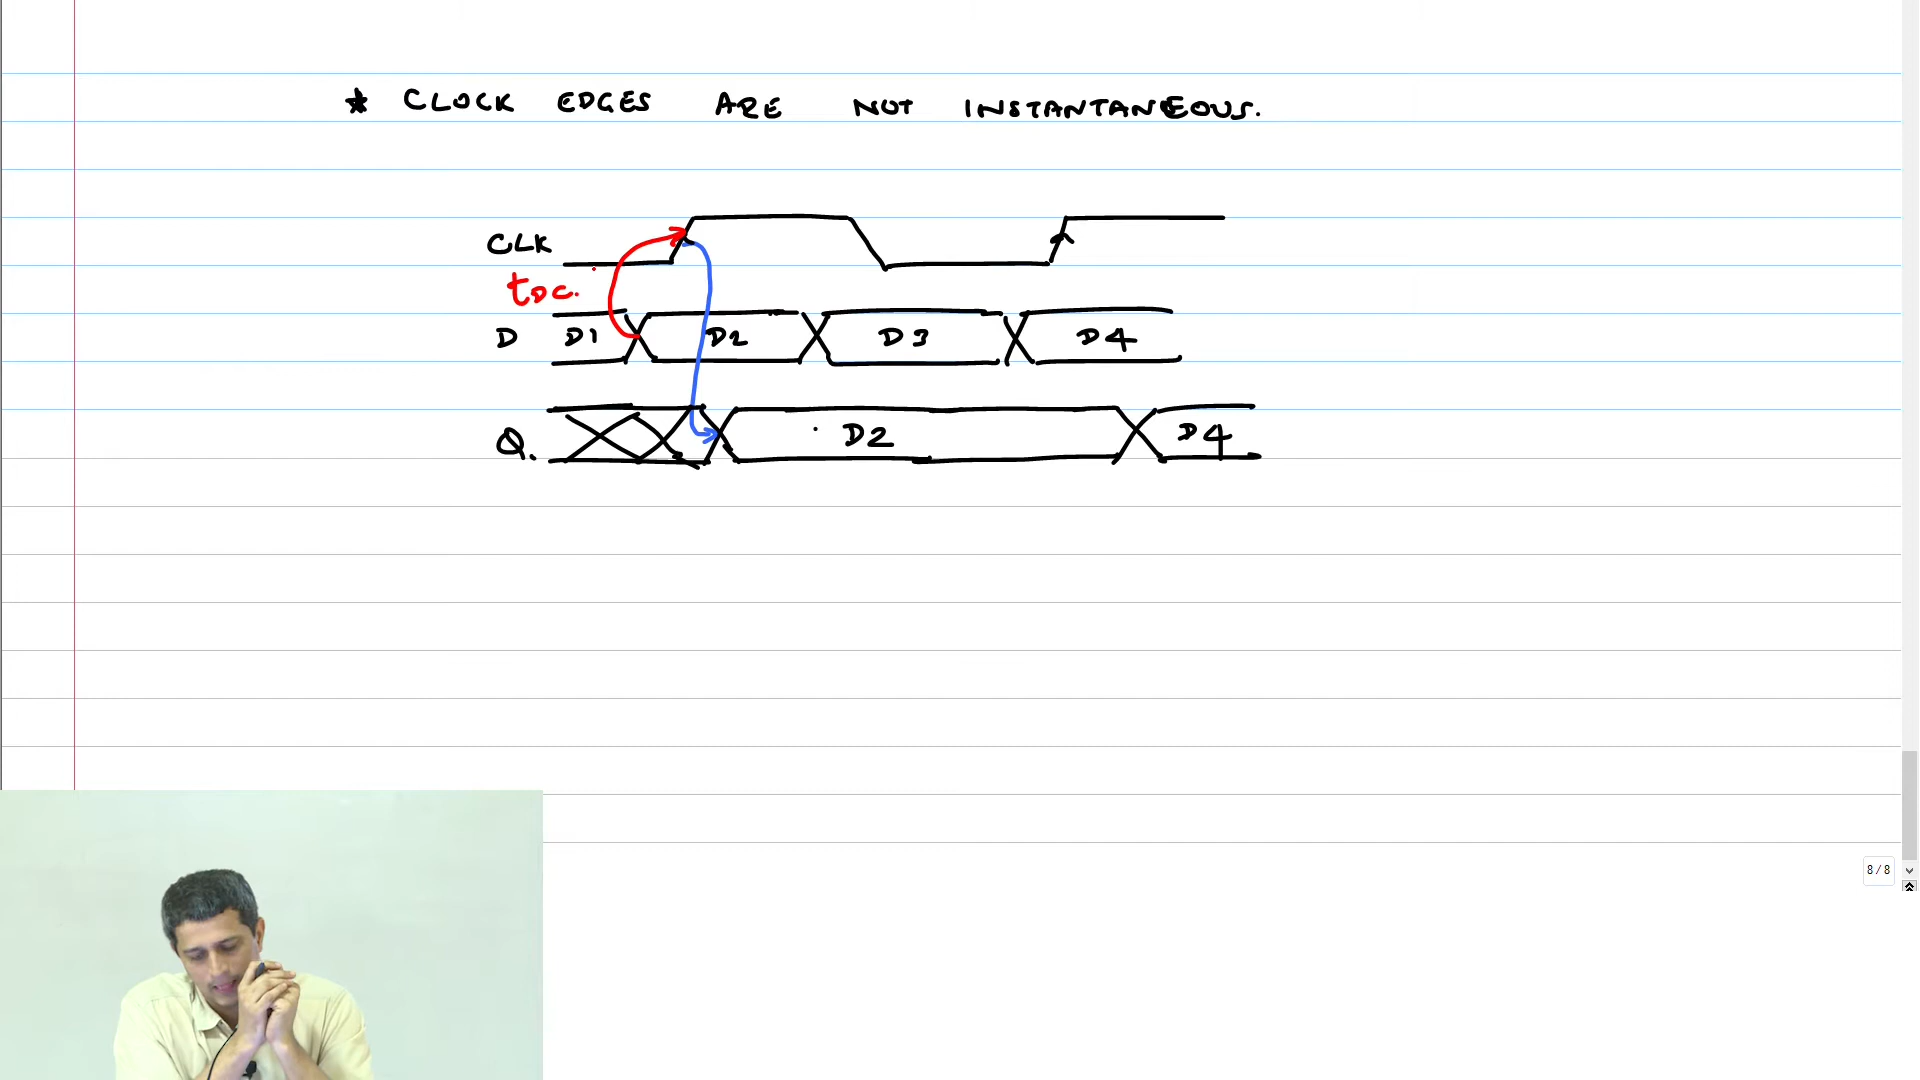 * CLOCK EDGES ARE NOT INSTANTANEOUS.
CLK
tDC.
D D1 D2 D3 D4
Q. D2 D4
8/8